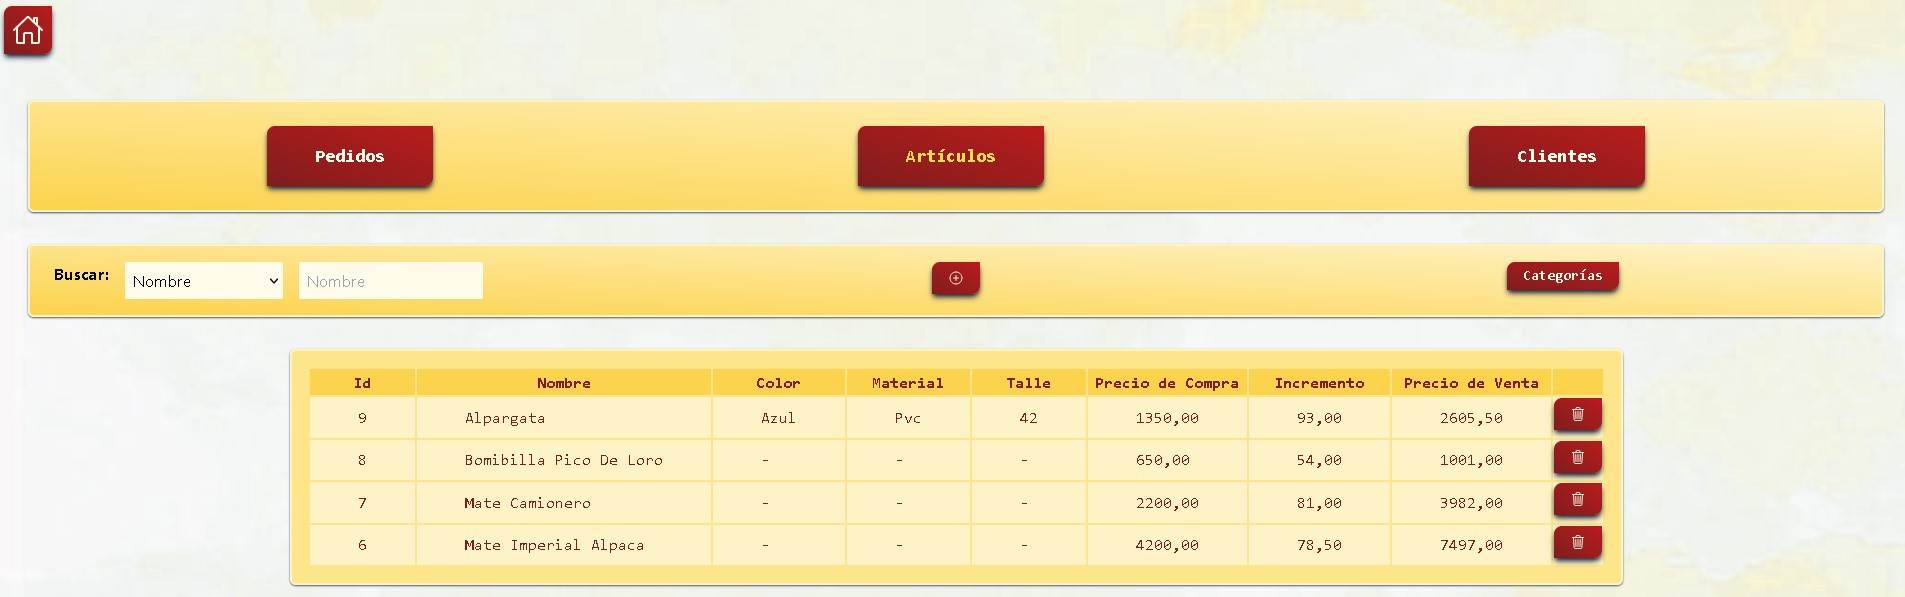 Pedidos Artículos Clientes
Buscar: Nombre Nombre Categorías
Id Nombre Color Material Talle Precio de Compra Incremento Precio de Venta
9 Alpargata Azul Pvc 42 1350,00 93,00 2605,50
8 Bomibilla Pico De Loro - - - 650,00 54,00 1001,00
7 Mate Camionero - - - 2200,00 81,00 3982,00
6 Mate Imperial Alpaca - - - 4200,00 78,50 7497,00